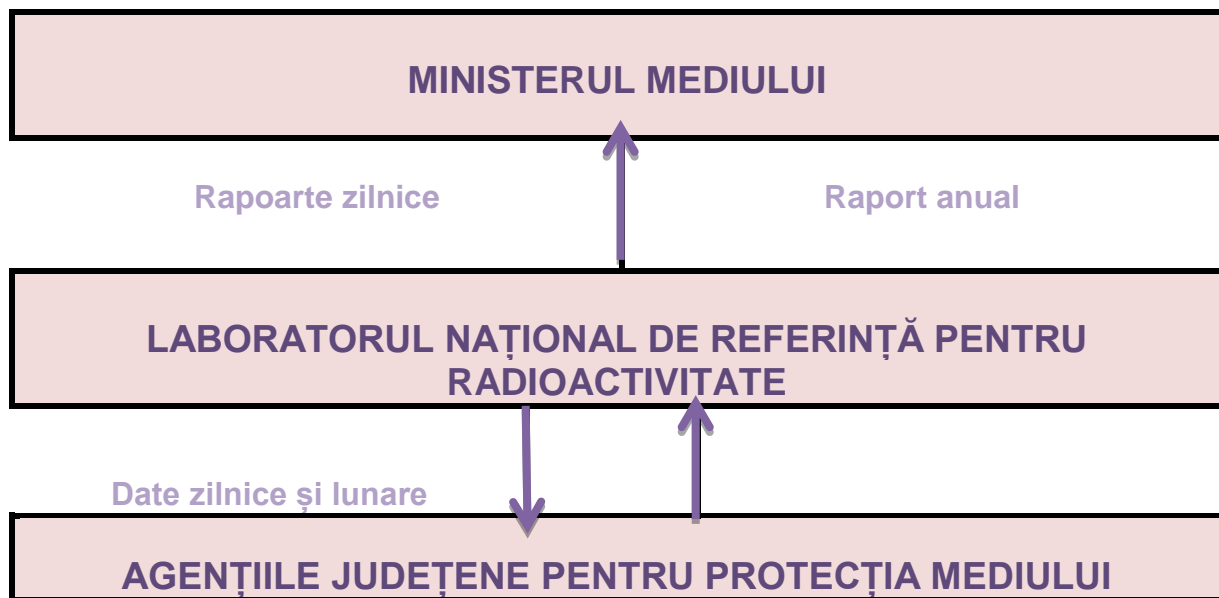 MINISTERUL MEDIULUI
Rapoarte zilnice
Raport anual
LABORATORUL NAȚIONAL DE REFERINȚĂ PENTRU
RADIOACTIVITATE
Date zilnice și lunare
AGENȚIILE JUDEȚENE PENTRU PROTECȚIA MEDIULUI